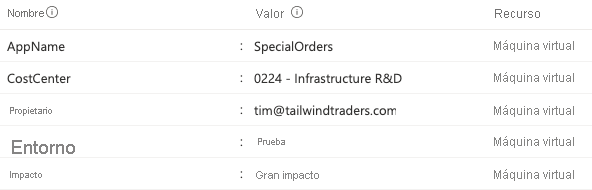 Nombre Valor Recurso
AppName : SpecialOrders Máquina virtual
CostCenter : 0224 - Infrastructure R&D Máquina virtual
Propietario : tim@tailwindtraders.com Máquina virtual
Entorno : Prueba Máquina virtual
Impacto : Gran impacto Máquina virtual